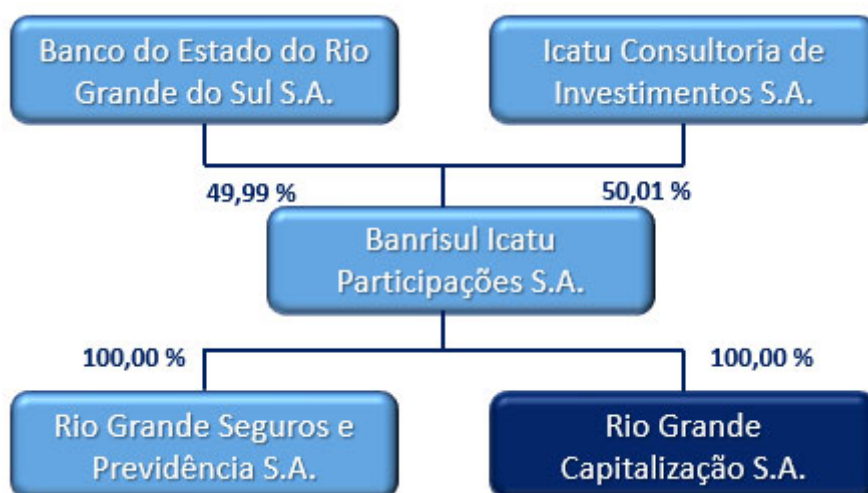 Banco do Estado do Rio
Grande do Sul S.A.
Icatu Consultoria de
Investimentos S.A.
49,99 %
50,01 %
Banrisul Icatu
Participações S.A.
100,00 %
100,00 %
Rio Grande Seguros e
Previdência S.A.
Rio Grande
Capitalização S.A.